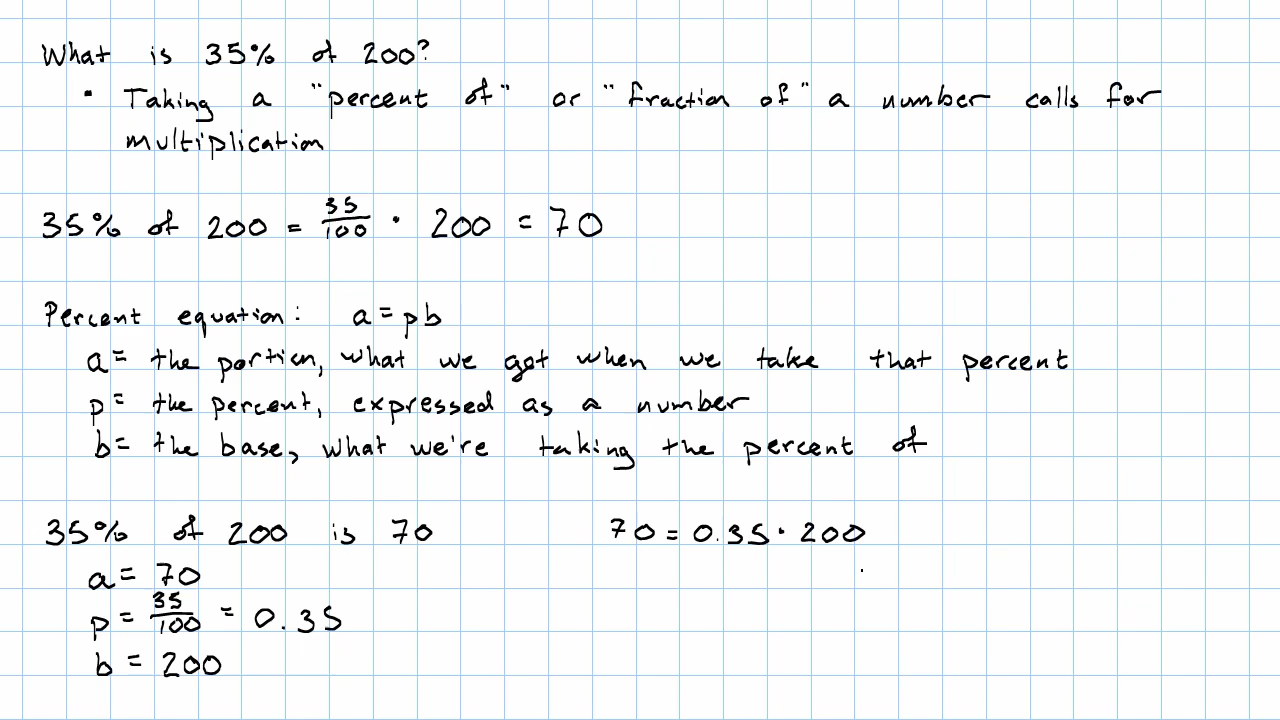 What is 35% of 200?
• Taking a "percent of" or "fraction of" a number calls for
multiplication
35% of 200 = 35/100 · 200 = 70
Percent equation: a = pb
a = the portion, what we got when we take that percent
p = the percent, expressed as a number
b = the base, what we're taking the percent of
35% of 200 is 70 70 = 0.35 · 200
a = 70
p = 35/100 = 0.35
b = 200